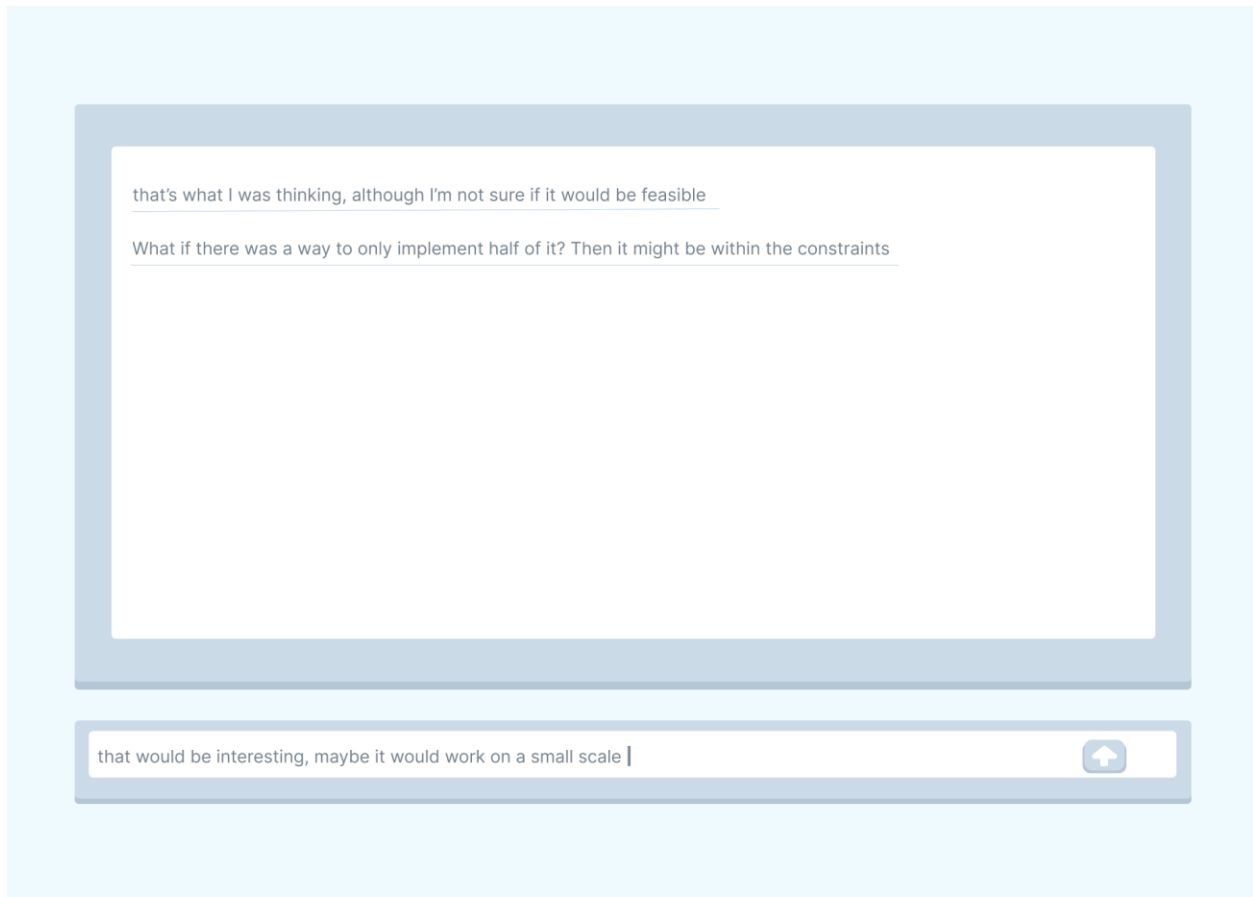 that’s what I was thinking, although I’m not sure if it would be feasible
What if there was a way to only implement half of it? Then it might be within the constraints
that would be interesting, maybe it would work on a small scale